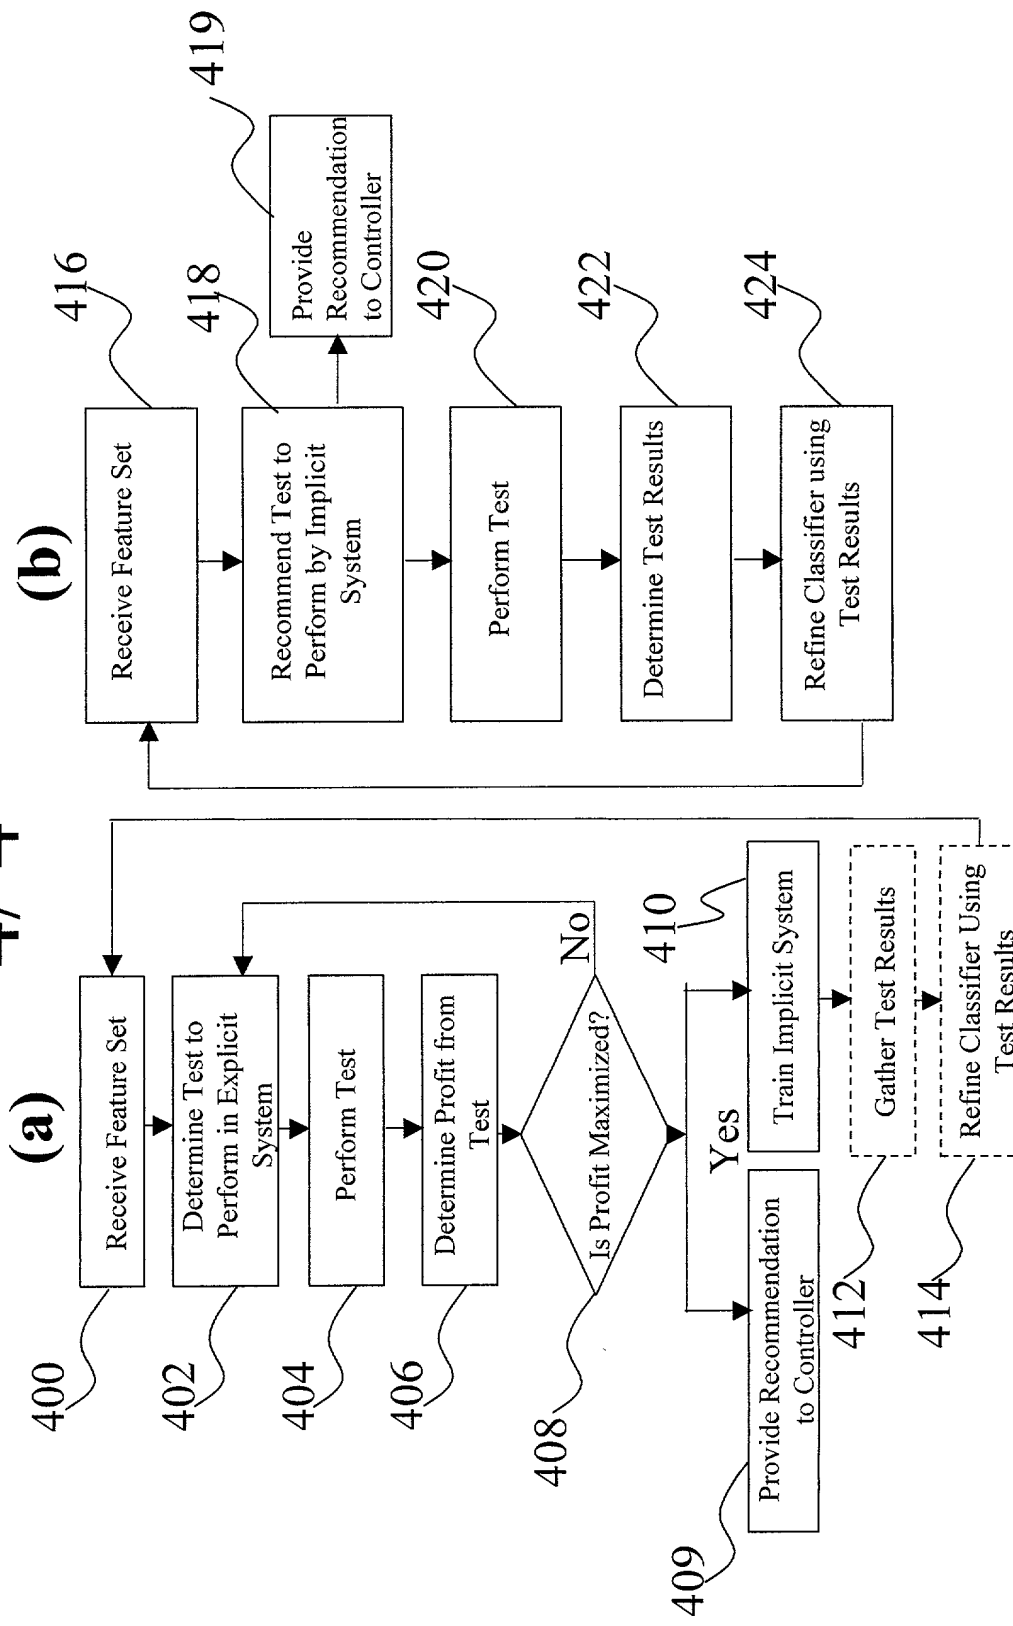 4/4
(a)
400
Receive Feature Set
402
Determine Test to
Perform in Explicit
System
404
Perform Test
406
Determine Profit from
Test
408
Is Profit Maximized?
No
Yes
409
Provide Recommendation
to Controller
410
Train Implicit System
412
Gather Test Results
414
Refine Classifier Using
Test Results
(b)
416
Receive Feature Set
418
Recommend Test to
Perform by Implicit
System
419
Provide
Recommendation
to Controller
420
Perform Test
422
Determine Test Results
424
Refine Classifier using
Test Results